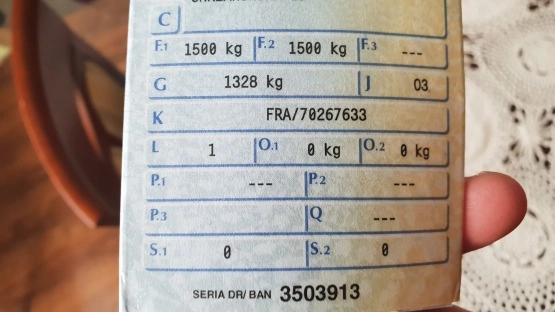 C
F.1 1500 kg F.2 1500 kg F.3 ---
G 1328 kg J 03
K FRA/70267633
L 1 O.1 0 kg O.2 0 kg
P.1 --- P.2 ---
P.3 Q ---
S.1 0 S.2 0
SERIA DR/ BAN 3503913